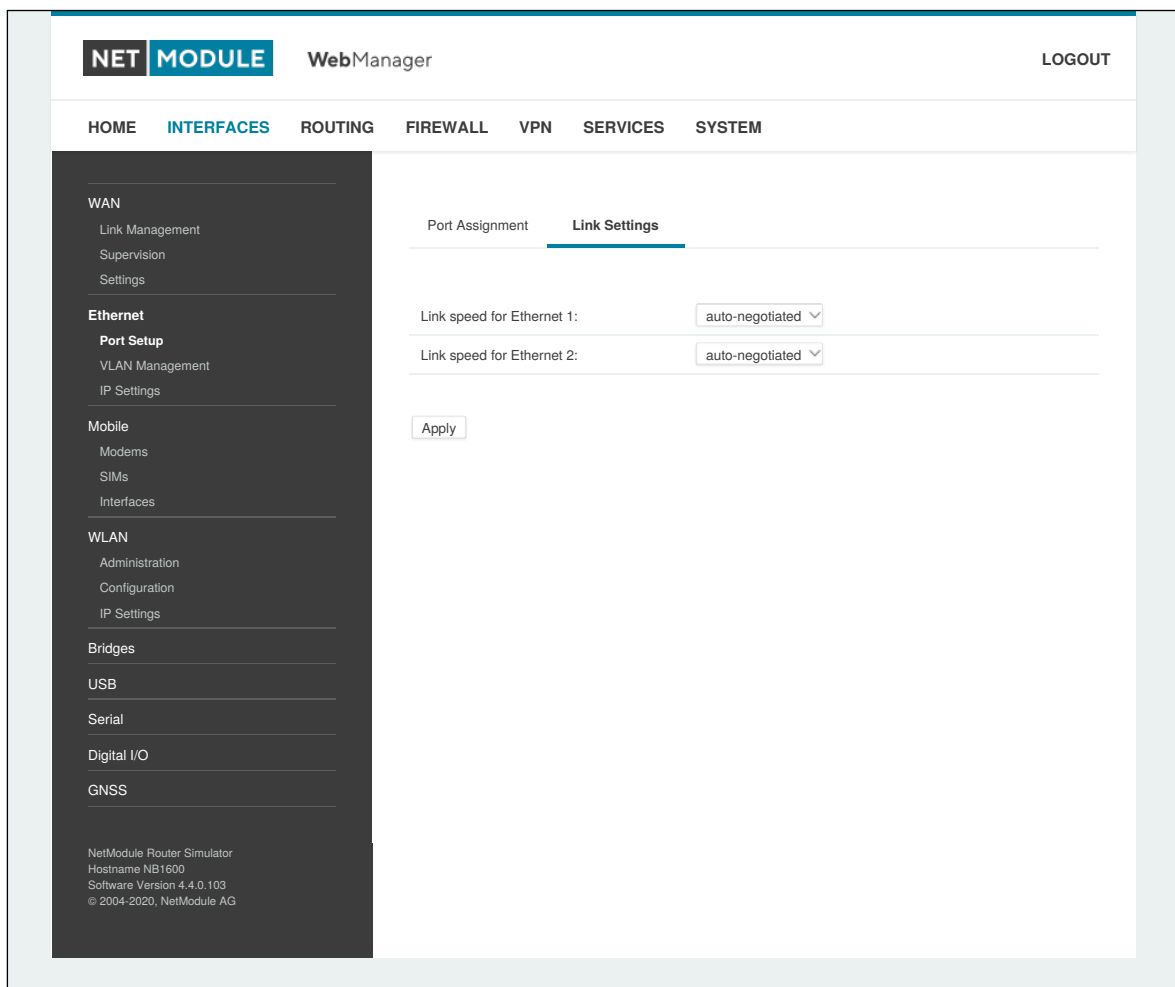 NET MODULE WebManager LOGOUT
HOME INTERFACES ROUTING FIREWALL VPN SERVICES SYSTEM
WAN
Link Management
Supervision
Settings
Ethernet
Port Setup
VLAN Management
IP Settings
Mobile
Modems
SIMs
Interfaces
WLAN
Administration
Configuration
IP Settings
Bridges
USB
Serial
Digital I/O
GNSS
NetModule Router Simulator
Hostname NB1600
Software Version 4.4.0.103
© 2004-2020, NetModule AG
Port Assignment Link Settings
Link speed for Ethernet 1: auto-negotiated
Link speed for Ethernet 2: auto-negotiated
Apply